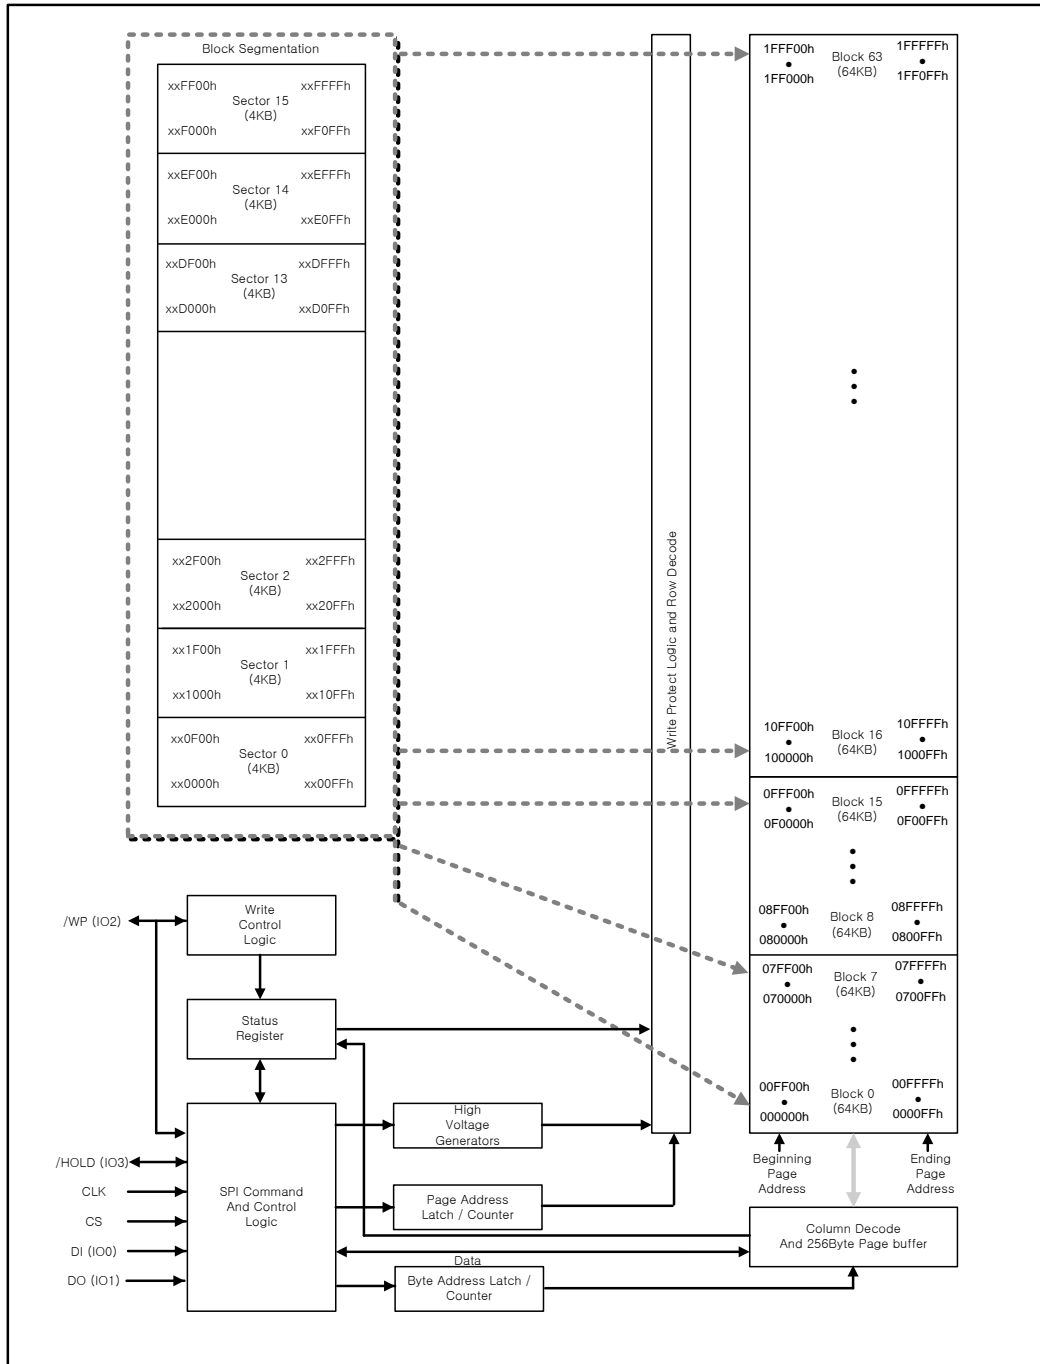 Block Segmentation
xxFF00h xxFFFFh
Sector 15
(4KB)
xxF000h xxF0FFh
xxEF00h xxEFFFh
Sector 14
(4KB)
xxE000h xxE0FFh
xxDF00h xxDFFFh
Sector 13
(4KB)
xxD000h xxD0FFh
xx2F00h xx2FFFh
Sector 2
(4KB)
xx2000h xx20FFh
xx1F00h xx1FFFh
Sector 1
(4KB)
xx1000h xx10FFh
xx0F00h xx0FFFh
Sector 0
(4KB)
xx0000h xx00FFh
Write Protect Logic and Row Decode
1FFF00h Block 63 1FFFFFh
(64KB)
1FF000h 1FF0FFh
10FF00h Block 16 10FFFFh
(64KB)
100000h 1000FFh
0FFF00h Block 15 0FFFFFh
(64KB)
0F0000h 0F00FFh
08FF00h Block 8 08FFFFh
(64KB)
080000h 0800FFh
07FF00h Block 7 07FFFFh
(64KB)
070000h 0700FFh
00FF00h Block 0 00FFFFh
(64KB)
000000h 0000FFh
Beginning
Page
Address
Ending
Page
Address
/WP (IO2)
Write
Control
Logic
Status
Register
/HOLD (IO3)
CLK
CS
DI (IO0)
DO (IO1)
SPI Command
And Control
Logic
High
Voltage
Generators
Page Address
Latch / Counter
Column Decode
And 256Byte Page buffer
Data
Byte Address Latch /
Counter